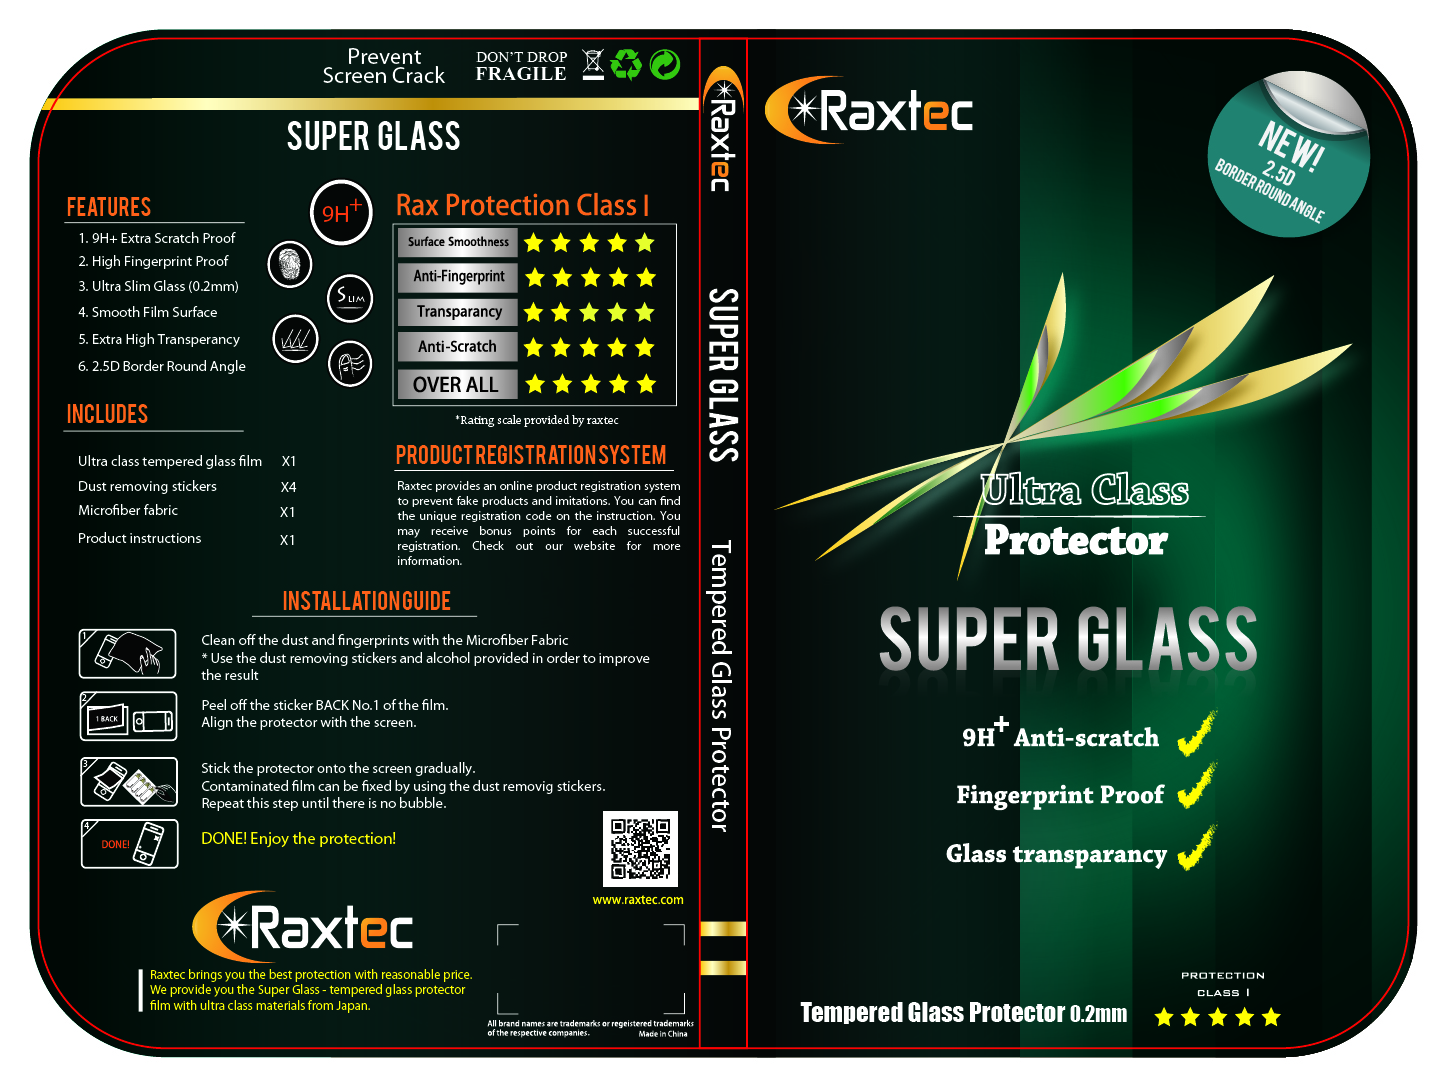 Prevent
Screen Crack
DON'T DROP
FRAGILE
SUPER GLASS
FEATURES
1. 9H+ Extra Scratch Proof
2. High Fingerprint Proof
3. Ultra Slim Glass (0.2mm)
4. Smooth Film Surface
5. Extra High Transperancy
6. 2.5D Border Round Angle
9H+
SLIM
Rax Protection Class I
Surface Smoothness
Anti-Fingerprint
Transparancy
Anti-Scratch
OVER ALL
*Rating scale provided by raxtec
INCLUDES
Ultra class tempered glass film X1
Dust removing stickers X4
Microfiber fabric X1
Product instructions X1
PRODUCT REGISTRATION SYSTEM
Raxtec provides an online product registration system
to prevent fake products and imitations. You can find
the unique registration code on the instruction. You
may receive bonus points for each successful
registration. Check out our website for more
information.
INSTALLATION GUIDE
1
Clean off the dust and fingerprints with the Microfiber Fabric
* Use the dust removing stickers and alcohol provided in order to improve
the result
2
1 BACK
Peel off the sticker BACK No.1 of the film.
Align the protector with the screen.
3
Stick the protector onto the screen gradually.
Contaminated film can be fixed by using the dust removig stickers.
Repeat this step until there is no bubble.
4
DONE!
DONE! Enjoy the protection!
www.raxtec.com
Raxtec
Raxtec brings you the best protection with reasonable price.
We provide you the Super Glass - tempered glass protector
film with ultra class materials from Japan.
All brand names are trademarks or regeistered trademarks
of the respective companies. Made in China
Raxtec
SUPER GLASS
Tempered Glass Protector
Raxtec
NEW!
2.5D
BORDER ROUND ANGLE
Ultra Class
Protector
SUPER GLASS
9H+ Anti-scratch
Fingerprint Proof
Glass transparancy
PROTECTION
CLASS I
Tempered Glass Protector 0.2mm